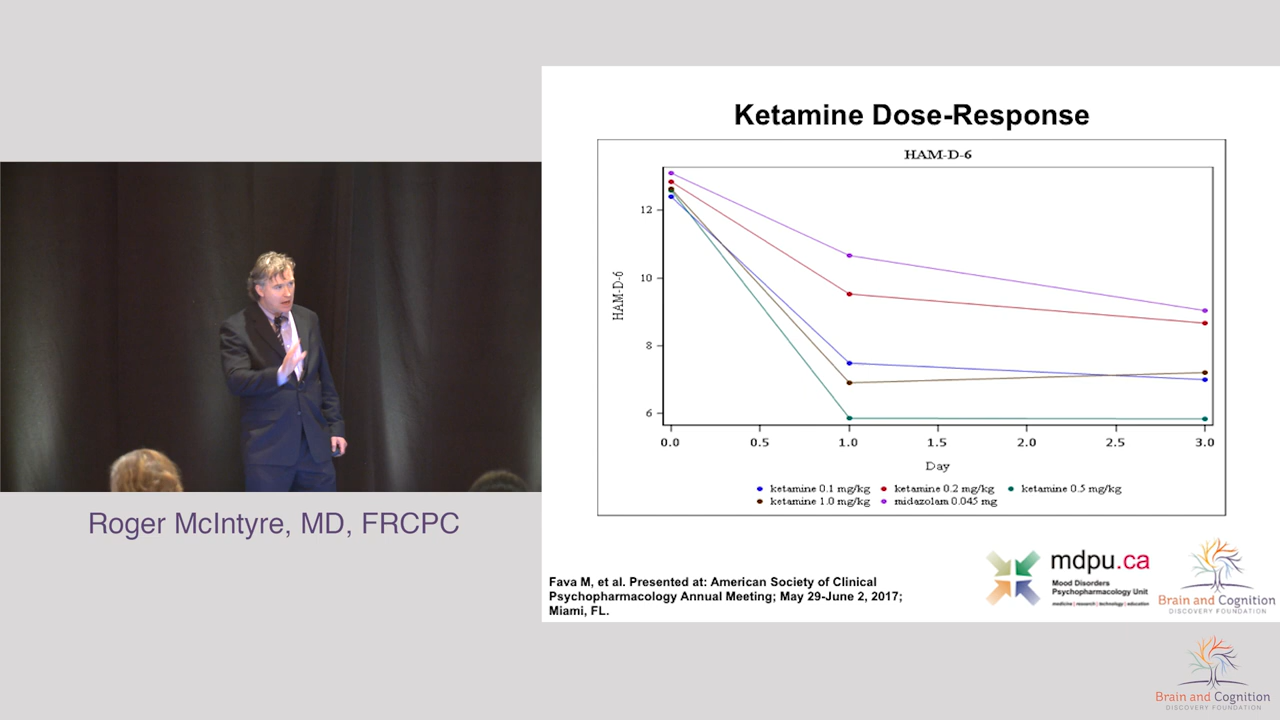 Ketamine Dose-Response
HAM-D-6
HAM-D-6
12
10
8
6
0.0 0.5 1.0 1.5 2.0 2.5 3.0
Day
ketamine 0.1 mg/kg ketamine 0.2 mg/kg ketamine 0.5 mg/kg
ketamine 1.0 mg/kg midazolam 0.045 mg
Roger McIntyre, MD, FRCPC
Fava M, et al. Presented at: American Society of Clinical
Psychopharmacology Annual Meeting; May 29-June 2, 2017;
Miami, FL.
mdpu.ca
Mood Disorders
Psychopharmacology Unit
medicine | research | technology | education
Brain and Cognition
DISCOVERY FOUNDATION
Brain and Cognition
DISCOVERY FOUNDATION